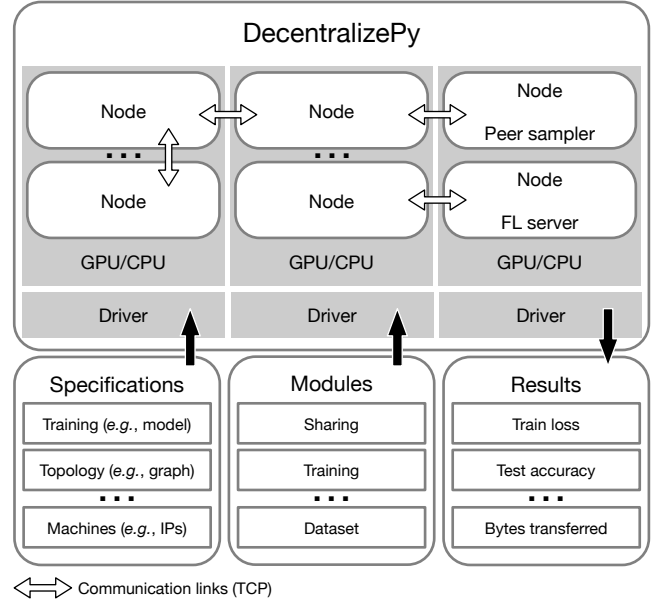 DecentralizePy
Node
Node
Node
Peer sampler
...
...
Node
Node
Node
FL server
GPU/CPU
GPU/CPU
GPU/CPU
Driver
Driver
Driver
Specifications
Modules
Results
Training (e.g., model)
Sharing
Train loss
Topology (e.g., graph)
Training
Test accuracy
...
...
...
Machines (e.g., IPs)
Dataset
Bytes transferred
Communication links (TCP)